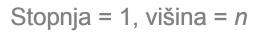 Stopnja = 1, višina = n